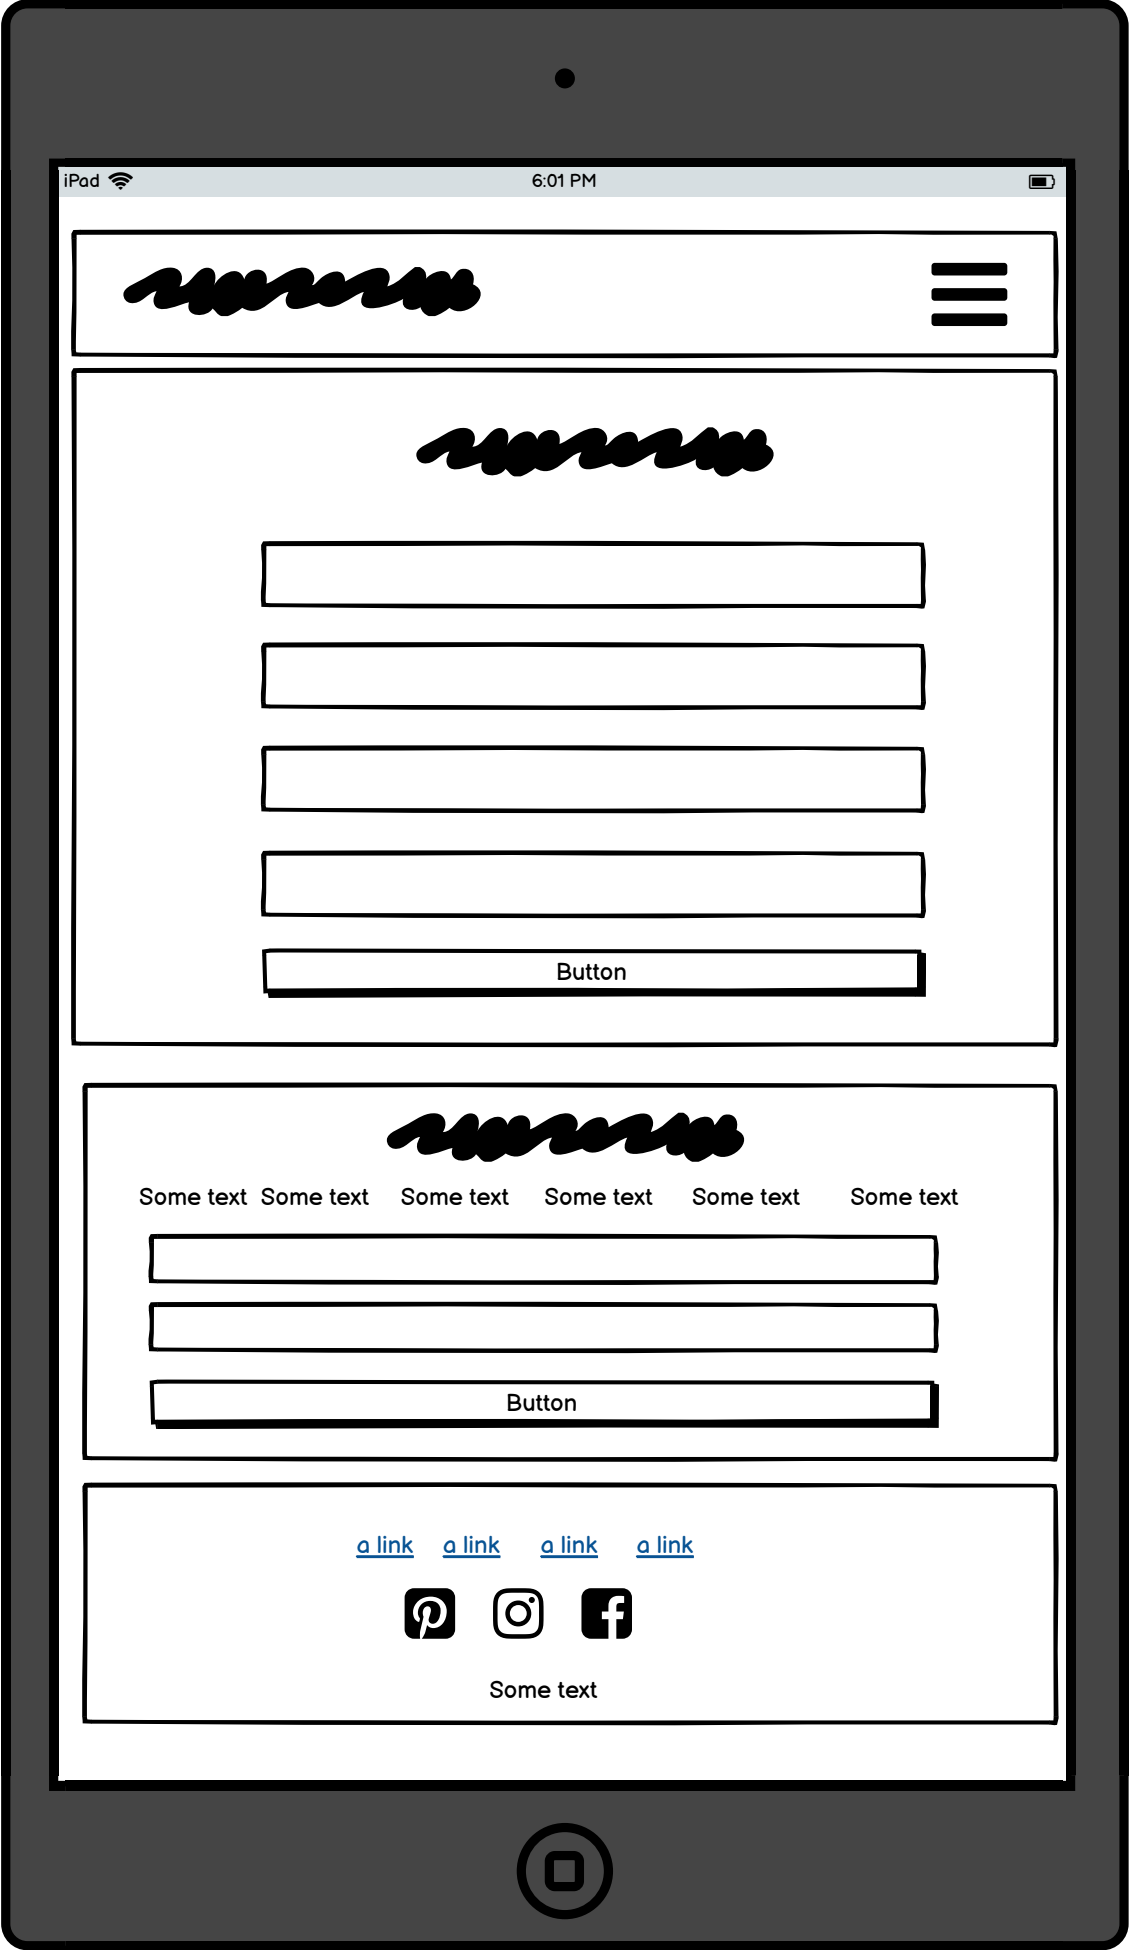 iPad 6:01 PM
Button
Some text Some text Some text Some text Some text Some text
Button
a link a link a link a link
Some text